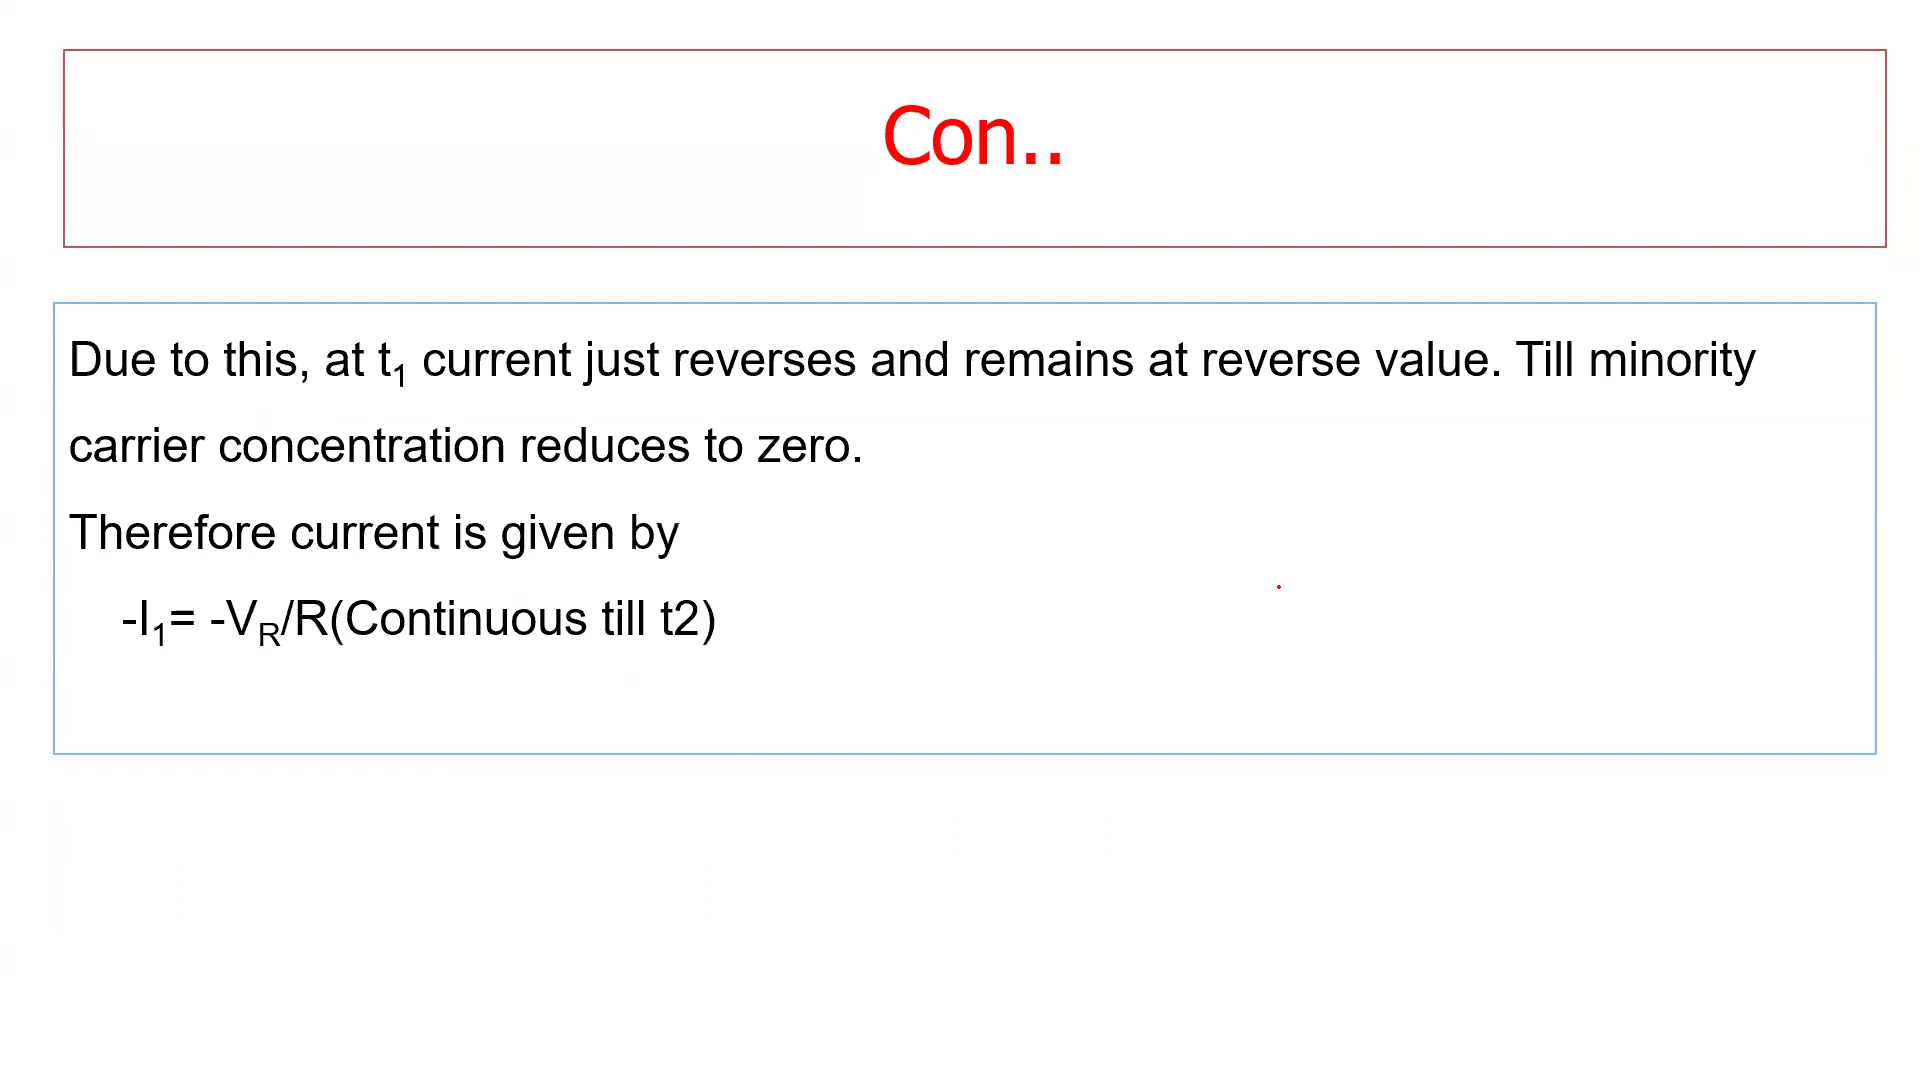 Con..
Due to this, at t₁ current just reverses and remains at reverse value. Till minority
carrier concentration reduces to zero.
Therefore current is given by
-I₁= -V_R/R(Continuous till t2)